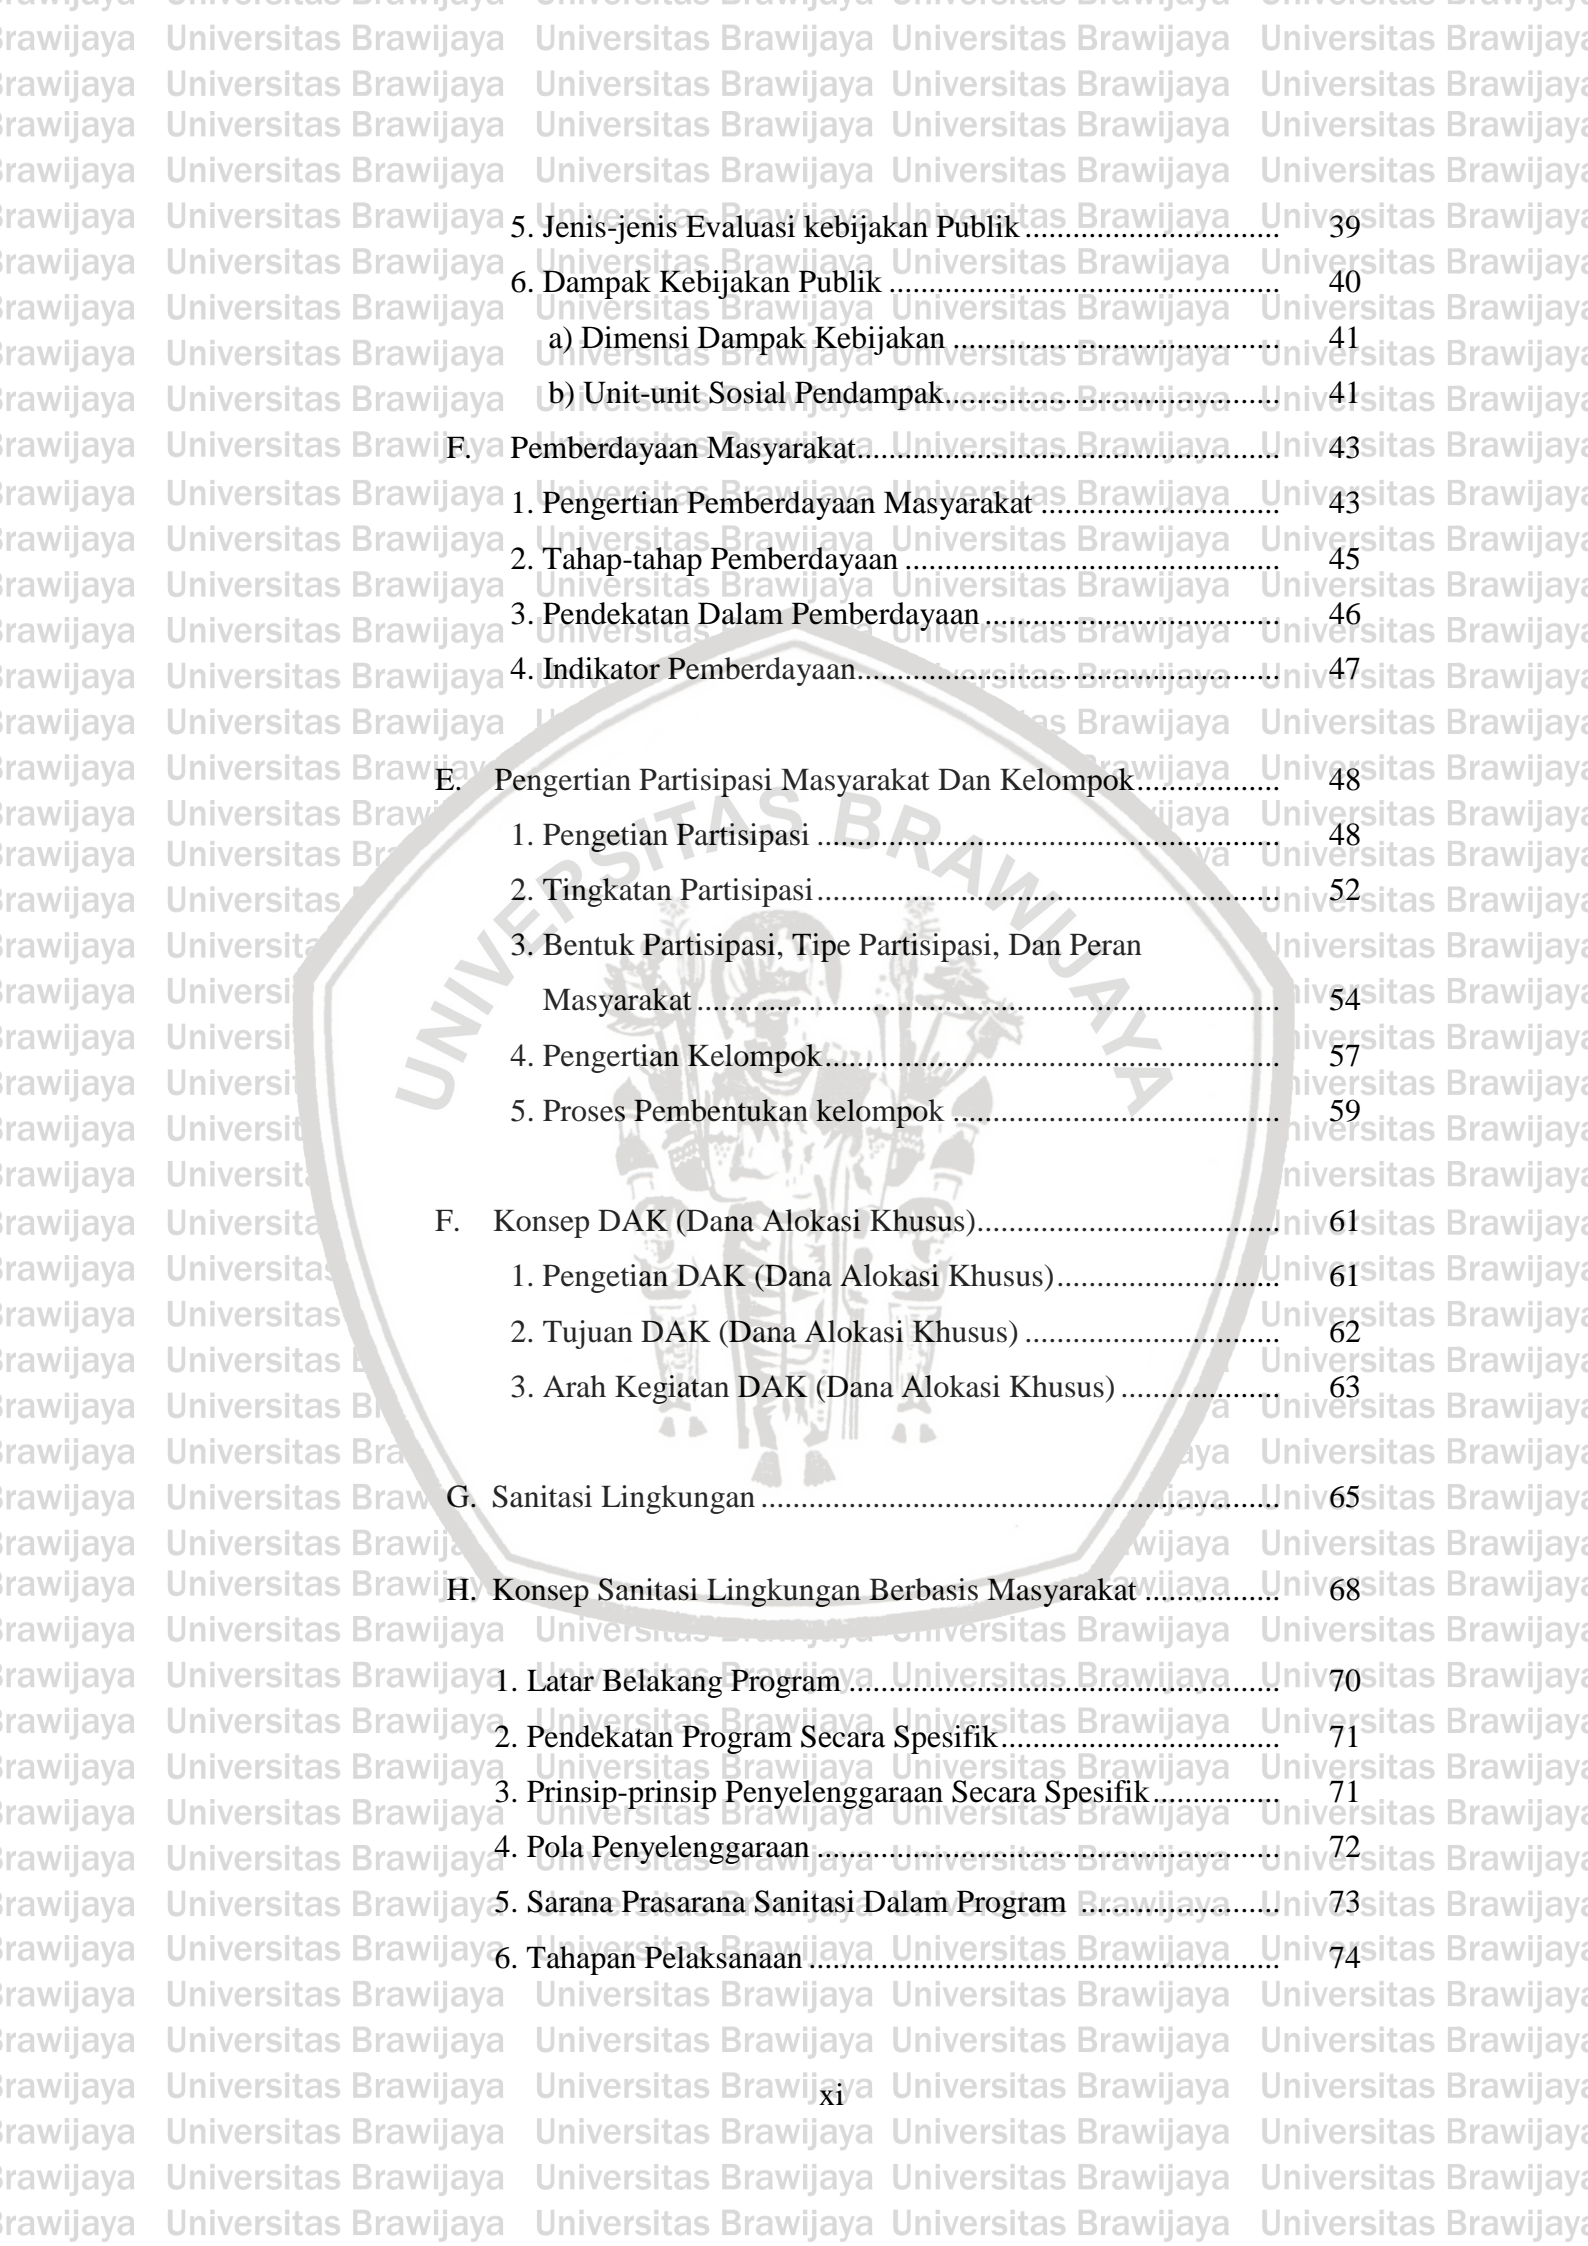 5. Jenis-jenis Evaluasi kebijakan Publik ................................ 39
6. Dampak Kebijakan Publik ................................................. 40
a) Dimensi Dampak Kebijakan ......................................... 41
b) Unit-unit Sosial Pendampak.......................................... 41
F. Pemberdayaan Masyarakat..................................................... 43
1. Pengertian Pemberdayaan Masyarakat .............................. 43
2. Tahap-tahap Pemberdayaan ............................................... 45
3. Pendekatan Dalam Pemberdayaan ..................................... 46
4. Indikator Pemberdayaan..................................................... 47
E. Pengertian Partisipasi Masyarakat Dan Kelompok.................. 48
1. Pengetian Partisipasi .......................................................... 48
2. Tingkatan Partisipasi .......................................................... 52
3. Bentuk Partisipasi, Tipe Partisipasi, Dan Peran
Masyarakat ......................................................................... 54
4. Pengertian Kelompok......................................................... 57
5. Proses Pembentukan kelompok ......................................... 59
F. Konsep DAK (Dana Alokasi Khusus)...................................... 61
1. Pengetian DAK (Dana Alokasi Khusus)............................ 61
2. Tujuan DAK (Dana Alokasi Khusus) ................................ 62
3. Arah Kegiatan DAK (Dana Alokasi Khusus) .................... 63
G. Sanitasi Lingkungan ................................................................. 65
H. Konsep Sanitasi Lingkungan Berbasis Masyarakat ................. 68
1. Latar Belakang Program ...................................................... 70
2. Pendekatan Program Secara Spesifik................................... 71
3. Prinsip-prinsip Penyelenggaraan Secara Spesifik................ 71
4. Pola Penyelenggaraan .......................................................... 72
5. Sarana Prasarana Sanitasi Dalam Program ......................... 73
6. Tahapan Pelaksanaan ........................................................... 74
xi
UNIVERSITAS BRAWIJAYA